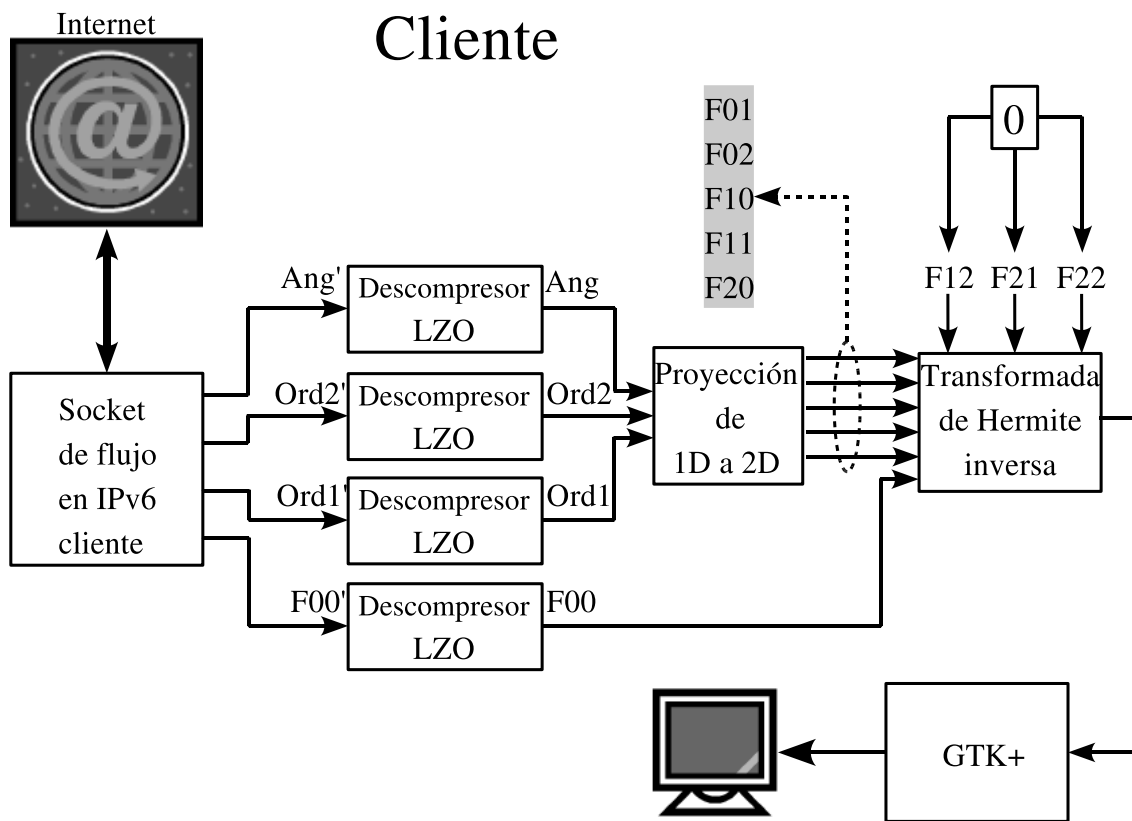 Internet
Cliente
@
F01
F02
F10
F11
F20
0
F12 F21 F22
Ang'
Descompresor
LZO
Ang
Ord2'
Descompresor
LZO
Ord2
Ord1'
Descompresor
LZO
Ord1
F00'
Descompresor
LZO
F00
Socket
de flujo
en IPv6
cliente
Proyección
de
1D a 2D
Transformada
de Hermite
inversa
GTK+